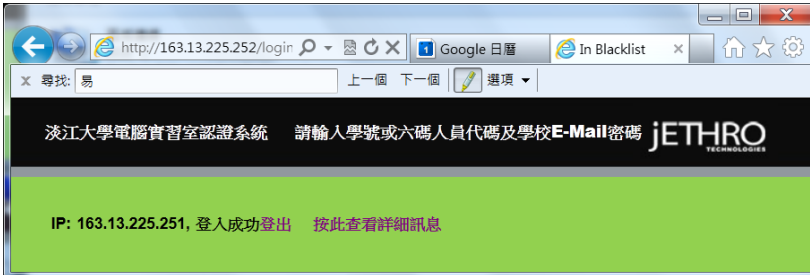 http://163.13.225.252/login
Google 日曆
In Blacklist
尋找: 易 上一個 下一個 選項
淡江大學電腦實習室認證系統 請輸入學號或六碼人員代碼及學校E-Mail密碼 jETHRO
TECHNOLOGIES
IP: 163.13.225.251, 登入成功登出 按此查看詳細訊息